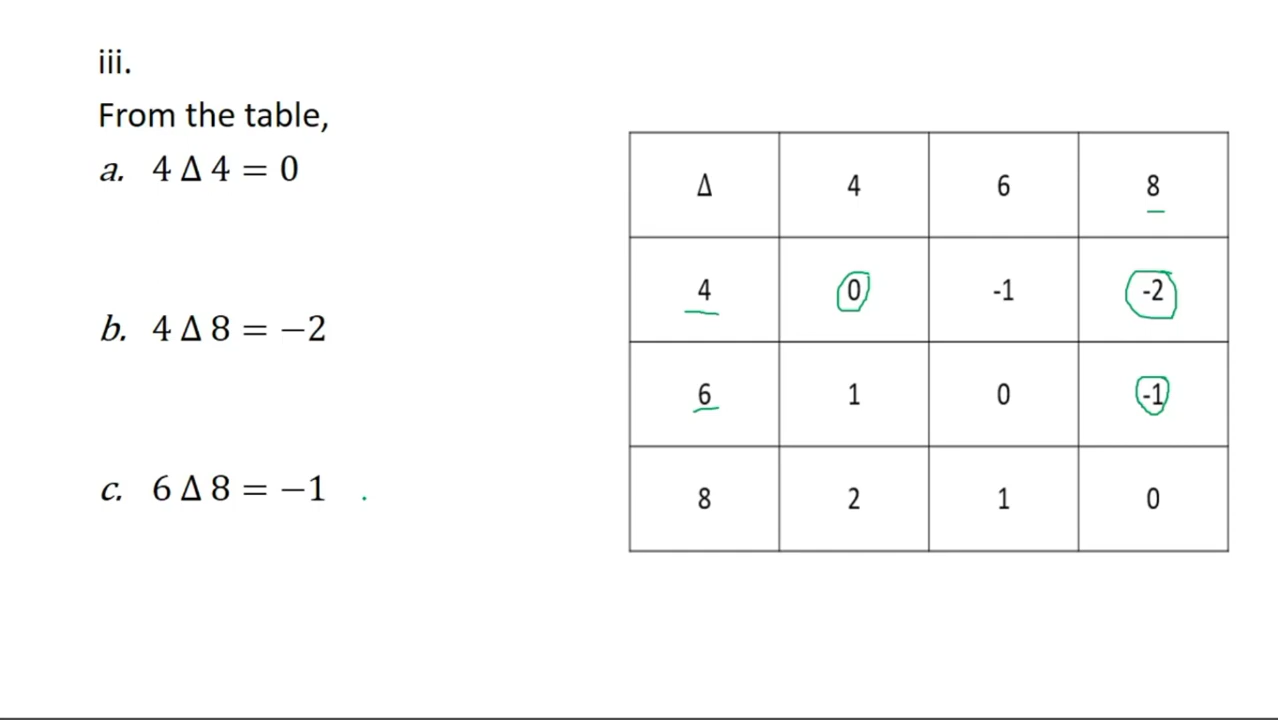 iii.
From the table,
a. 4 Δ 4 = 0
b. 4 Δ 8 = −2
c. 6 Δ 8 = −1 .
Δ 4 6 8
4 0 -1 -2
6 1 0 -1
8 2 1 0